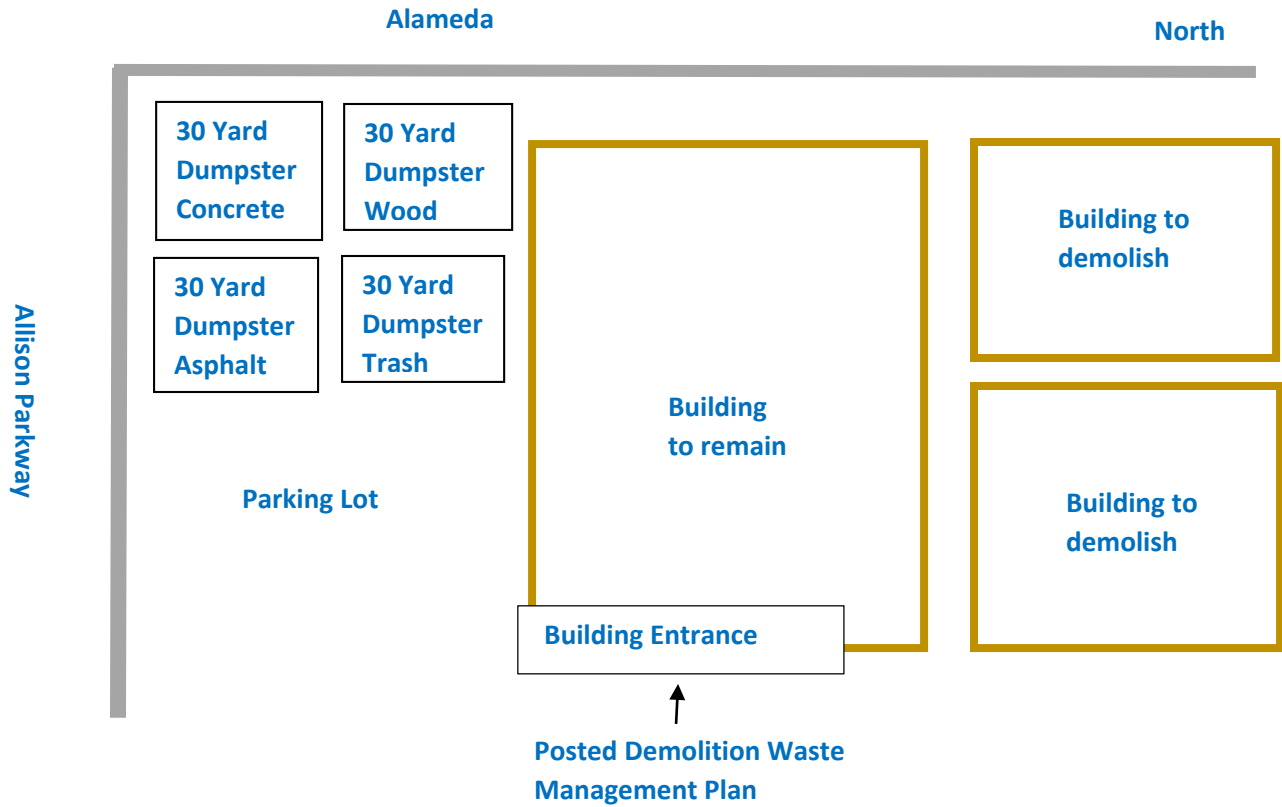 Alameda
North
30 Yard
Dumpster
Concrete
30 Yard
Dumpster
Wood
30 Yard
Dumpster
Asphalt
30 Yard
Dumpster
Trash
Allison Parkway
Parking Lot
Building
to remain
Building to
demolish
Building to
demolish
Building Entrance
Posted Demolition Waste
Management Plan